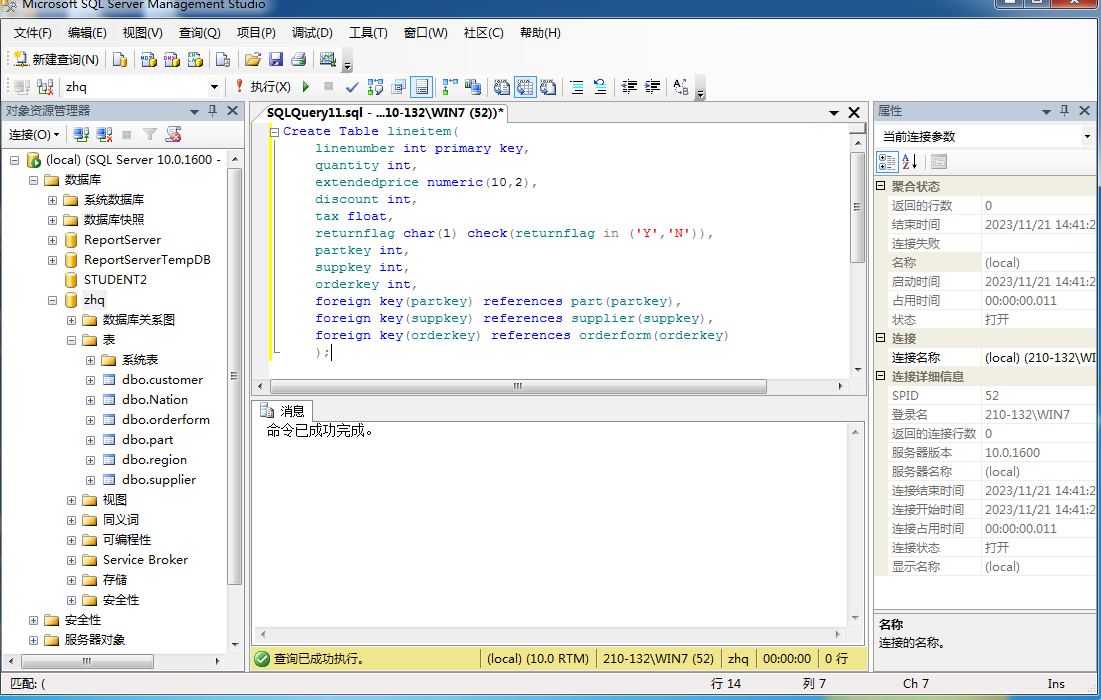 Microsoft SQL Server Management Studio
文件(F) 编辑(E) 视图(V) 查询(Q) 项目(P) 调试(D) 工具(T) 窗口(W) 社区(C) 帮助(H)
新建查询(N)
zhq 执行(X)
对象资源管理器
连接(O)
(local) (SQL Server 10.0.1600 -
数据库
系统数据库
数据库快照
ReportServer
ReportServerTempDB
STUDENT2
zhq
数据库关系图
表
系统表
dbo.customer
dbo.Nation
dbo.orderform
dbo.part
dbo.region
dbo.supplier
视图
同义词
可编程性
Service Broker
存储
安全性
安全性
服务器对象
SQLQuery11.sql - ...10-132\WIN7 (52))*
Create Table lineitem(
linenumber int primary key,
quantity int,
extendedprice numeric(10,2),
discount int,
tax float,
returnflag char(1) check(returnflag in ('Y','N')),
partkey int,
suppkey int,
orderkey int,
foreign key(partkey) references part(partkey),
foreign key(suppkey) references supplier(suppkey),
foreign key(orderkey) references orderform(orderkey)
);
消息
命令已成功完成。
查询已成功执行。 (local) (10.0 RTM) 210-132\WIN7 (52) zhq 00:00:00 0 行
属性
当前连接参数
聚合状态
返回的行数 0
结束时间 2023/11/21 14:41:2
连接失败
名称 (local)
启动时间 2023/11/21 14:41:2
占用时间 00:00:00.011
状态 打开
连接
连接名称 (local) (210-132\WI
连接详细信息
SPID 52
登录名 210-132\WIN7
返回的连接行数 0
服务器版本 10.0.1600
服务器名称 (local)
连接结束时间 2023/11/21 14:41:2
连接开始时间 2023/11/21 14:41:2
连接占用时间 00:00:00.011
连接状态 打开
显示名称 (local)
名称
连接的名称。
匹配: ( 行 14 列 7 Ch 7 Ins